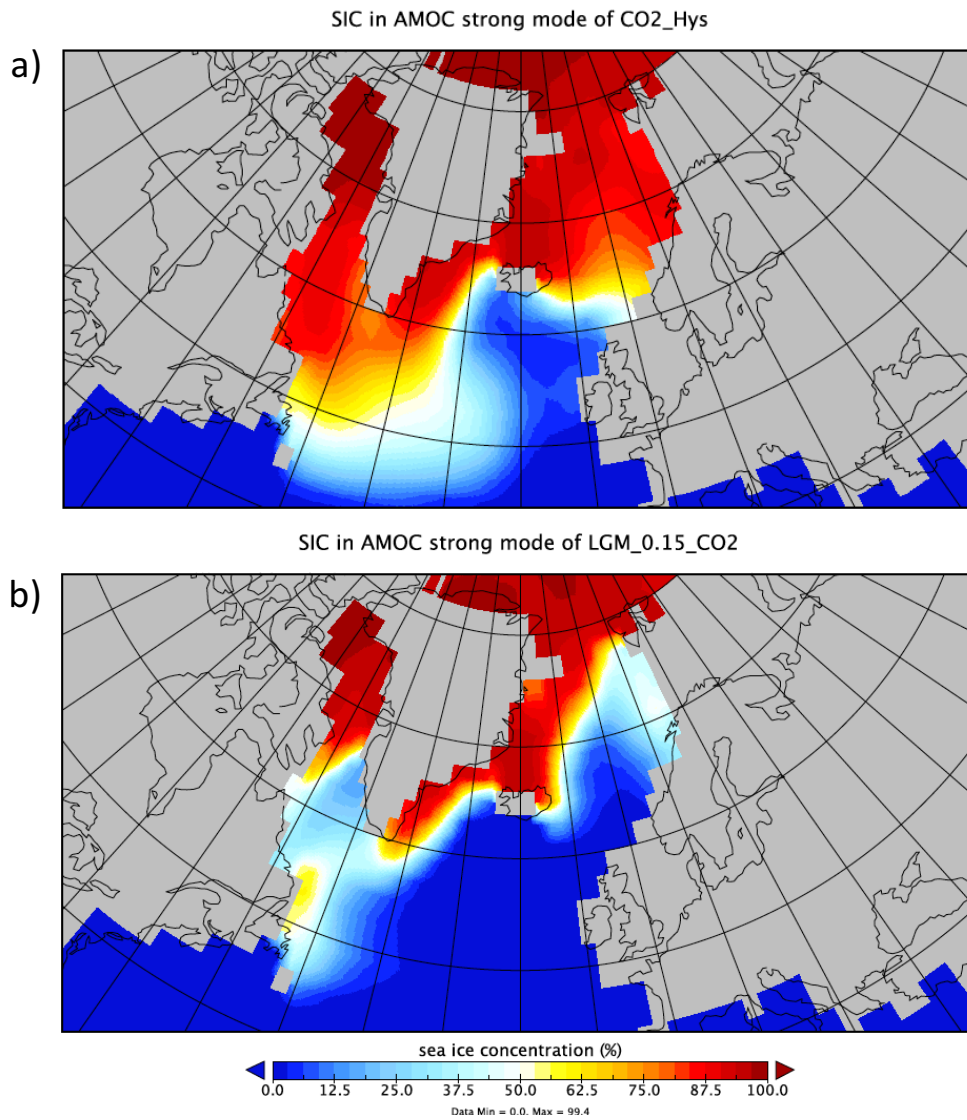 SIC in AMOC strong mode of CO2_Hys
a)
SIC in AMOC strong mode of LGM_0.15_CO2
b)
sea ice concentration (%)
0.0 12.5 25.0 37.5 50.0 62.5 75.0 87.5 100.0
Data Min = 0.0, Max = 99.4